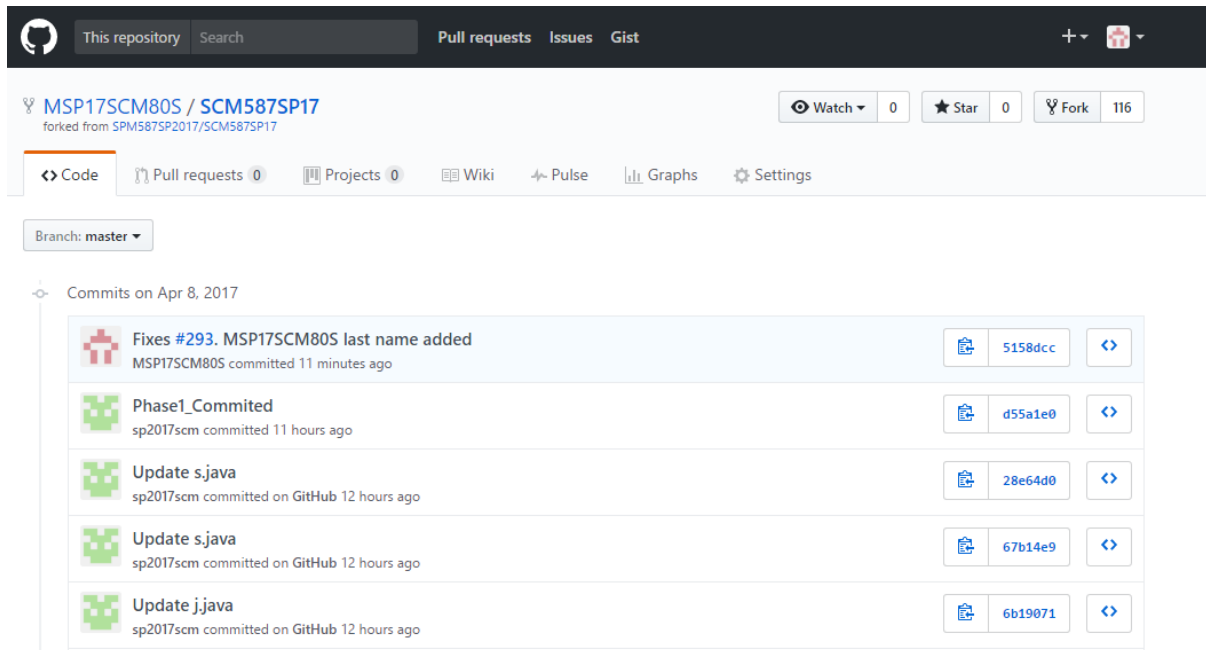 This repository Search Pull requests Issues Gist
MSP17SCM80S / SCM587SP17 Watch 0 Star 0 Fork 116
forked from SPM587SP2017/SCM587SP17
Code Pull requests 0 Projects 0 Wiki Pulse Graphs Settings
Branch: master
Commits on Apr 8, 2017
Fixes #293. MSP17SCM80S last name added
MSP17SCM80S committed 11 minutes ago 5158dcc
Phase1_Commited
sp2017scm committed 11 hours ago d55a1e0
Update s.java
sp2017scm committed on GitHub 12 hours ago 28e64d0
Update s.java
sp2017scm committed on GitHub 12 hours ago 67b14e9
Update j.java
sp2017scm committed on GitHub 12 hours ago 6b19071